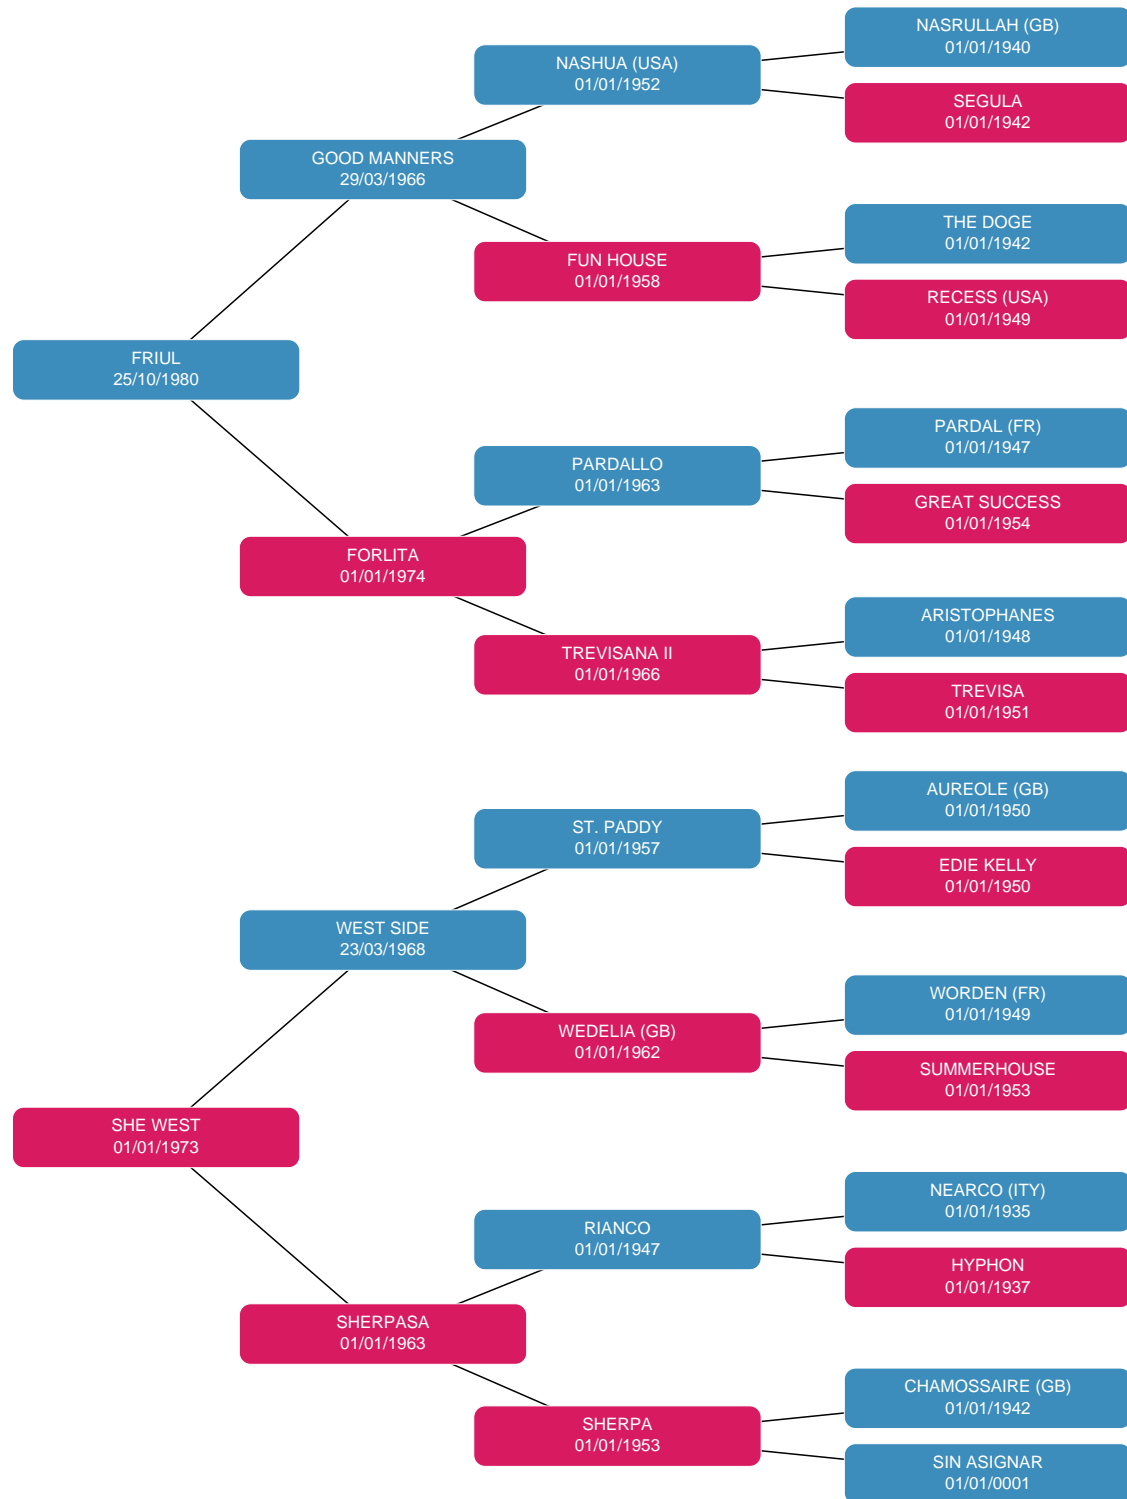 NASRULLAH (GB)
01/01/1940
NASHUA (USA)
01/01/1952
SEGULA
01/01/1942
GOOD MANNERS
29/03/1966
THE DOGE
01/01/1942
FUN HOUSE
01/01/1958
RECESS (USA)
01/01/1949
FRIUL
25/10/1980
PARDAL (FR)
01/01/1947
PARDALLO
01/01/1963
GREAT SUCCESS
01/01/1954
FORLITA
01/01/1974
ARISTOPHANES
01/01/1948
TREVISANA II
01/01/1966
TREVISA
01/01/1951
AUREOLE (GB)
01/01/1950
ST. PADDY
01/01/1957
EDIE KELLY
01/01/1950
WEST SIDE
23/03/1968
WORDEN (FR)
01/01/1949
WEDELIA (GB)
01/01/1962
SUMMERHOUSE
01/01/1953
SHE WEST
01/01/1973
NEARCO (ITY)
01/01/1935
RIANCO
01/01/1947
HYPHON
01/01/1937
SHERPASA
01/01/1963
CHAMOSSAIRE (GB)
01/01/1942
SHERPA
01/01/1953
SIN ASIGNAR
01/01/0001